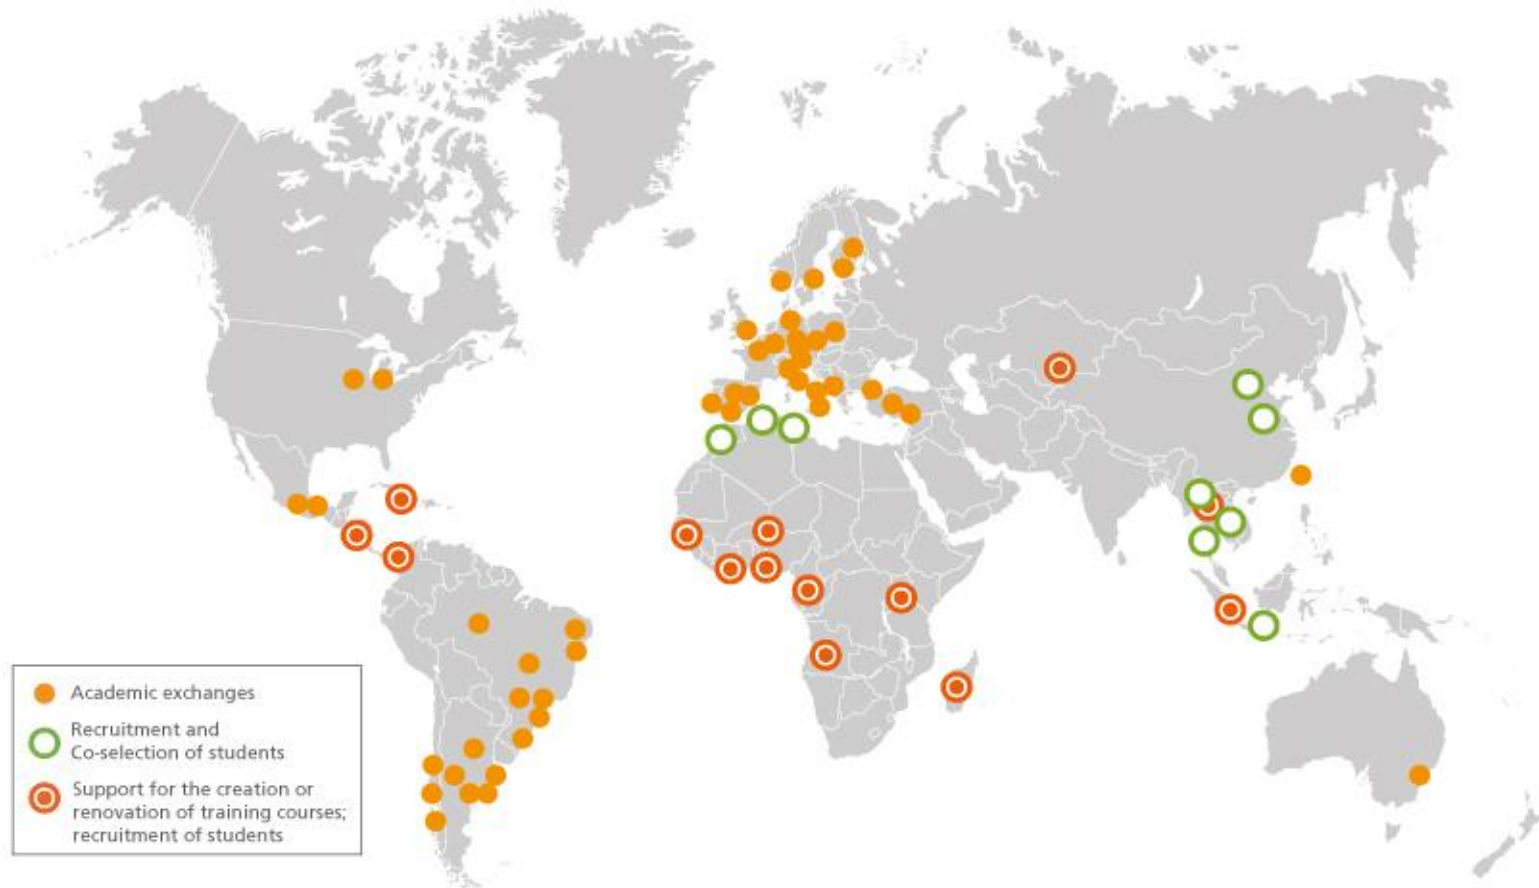 Academic exchanges
Recruitment and
Co-selection of students
Support for the creation or
renovation of training courses;
recruitment of students